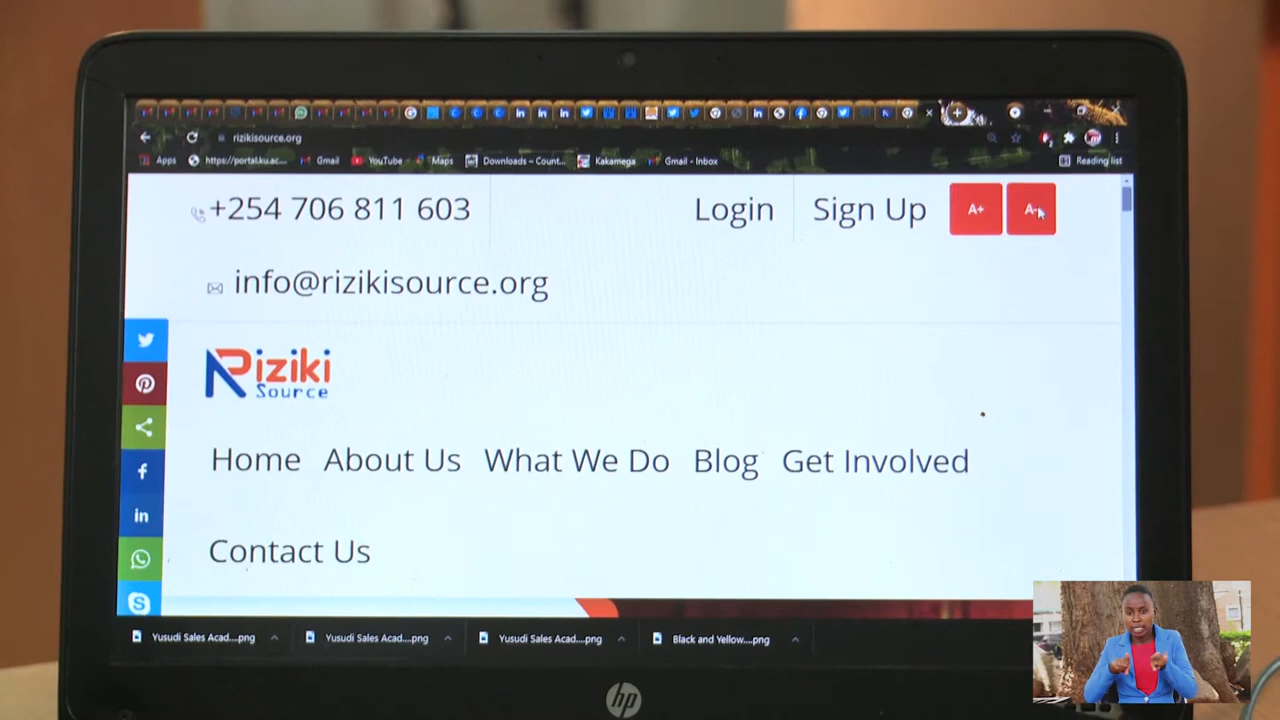 rizikisource.org
Apps https://portal.ku.ac.... Gmail YouTube Maps Downloads – Count... Kakamega Gmail - Inbox Reading list
+254 706 811 603 Login Sign Up A+ A-
info@rizikisource.org
Riziki
Source
Home About Us What We Do Blog Get Involved
Contact Us
Yusudi Sales Acad....png Yusudi Sales Acad....png Yusudi Sales Acad....png Black and Yellow....png
hp